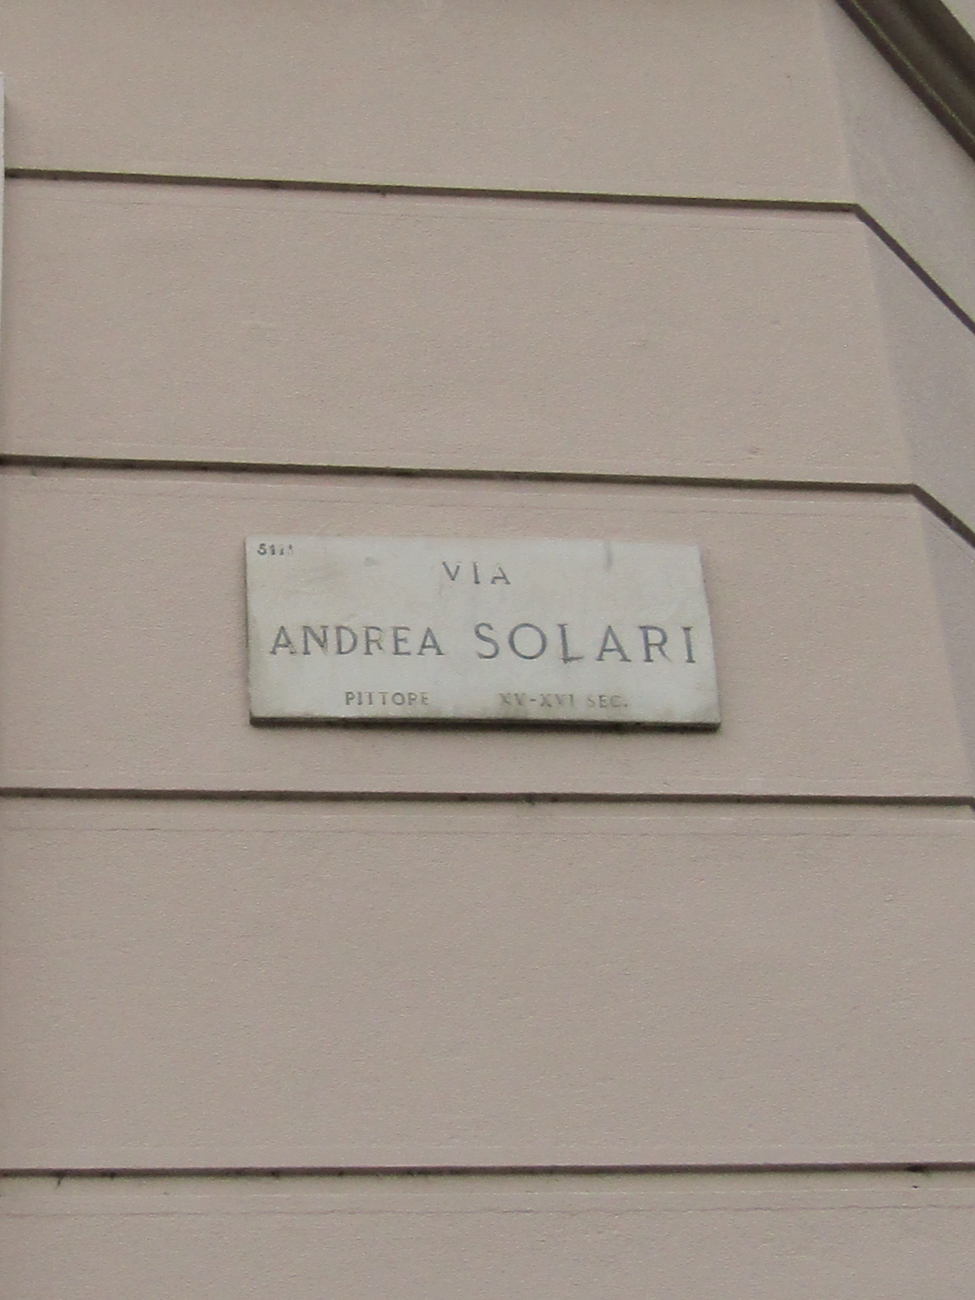 VIA
ANDREA SOLARI
PITTORE XV-XVI SEC.